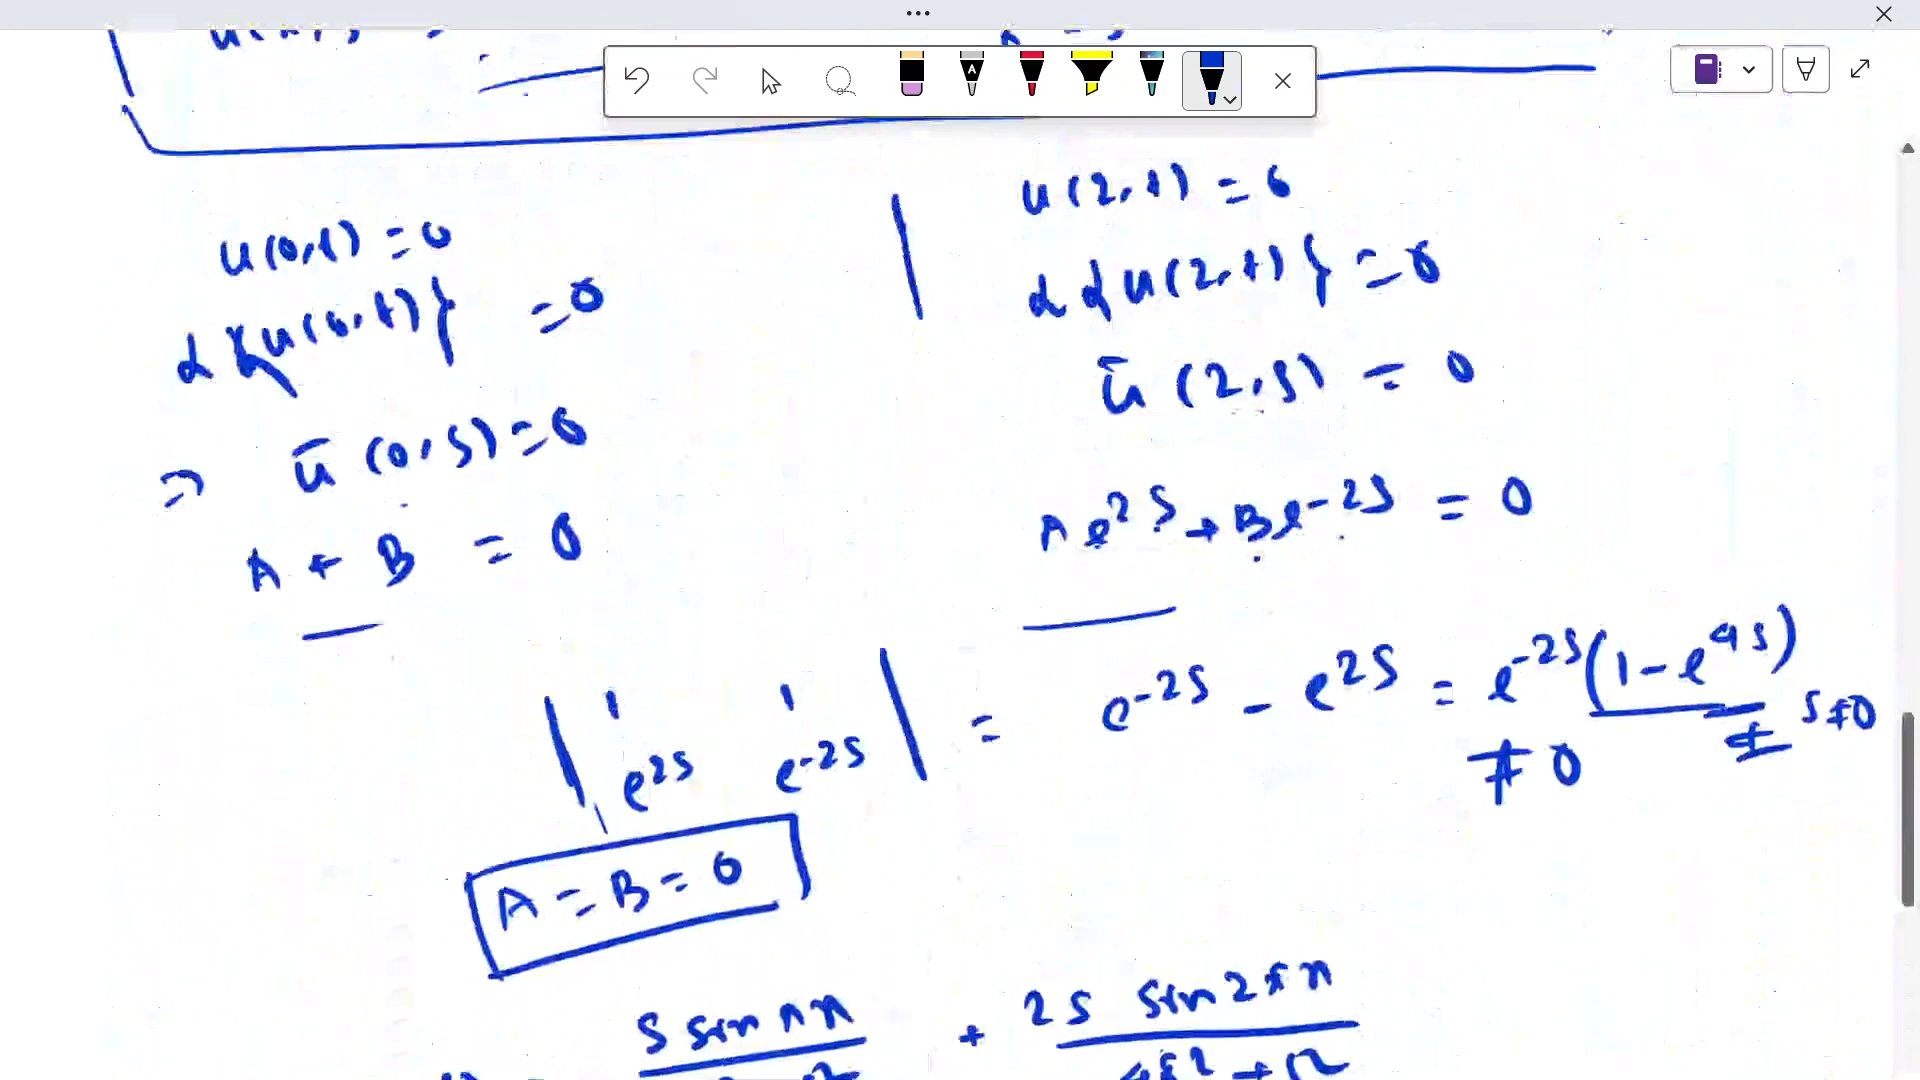 u(0,t) = 0
L{u(0,t)} = 0
⇒ ū(0,s) = 0
A + B = 0
u(2,t) = 0
L{u(2,t)} = 0
ū(2,s) = 0
Ae^{2s} + Be^{-2s} = 0
| 1 1 |
| e^{2s} e^{-2s} | = e^{-2s} - e^{2s} = e^{-2s}(1 - e^{4s}) s≠0
≠ 0
A = B = 0
s sin πx + 2s sin 2πx